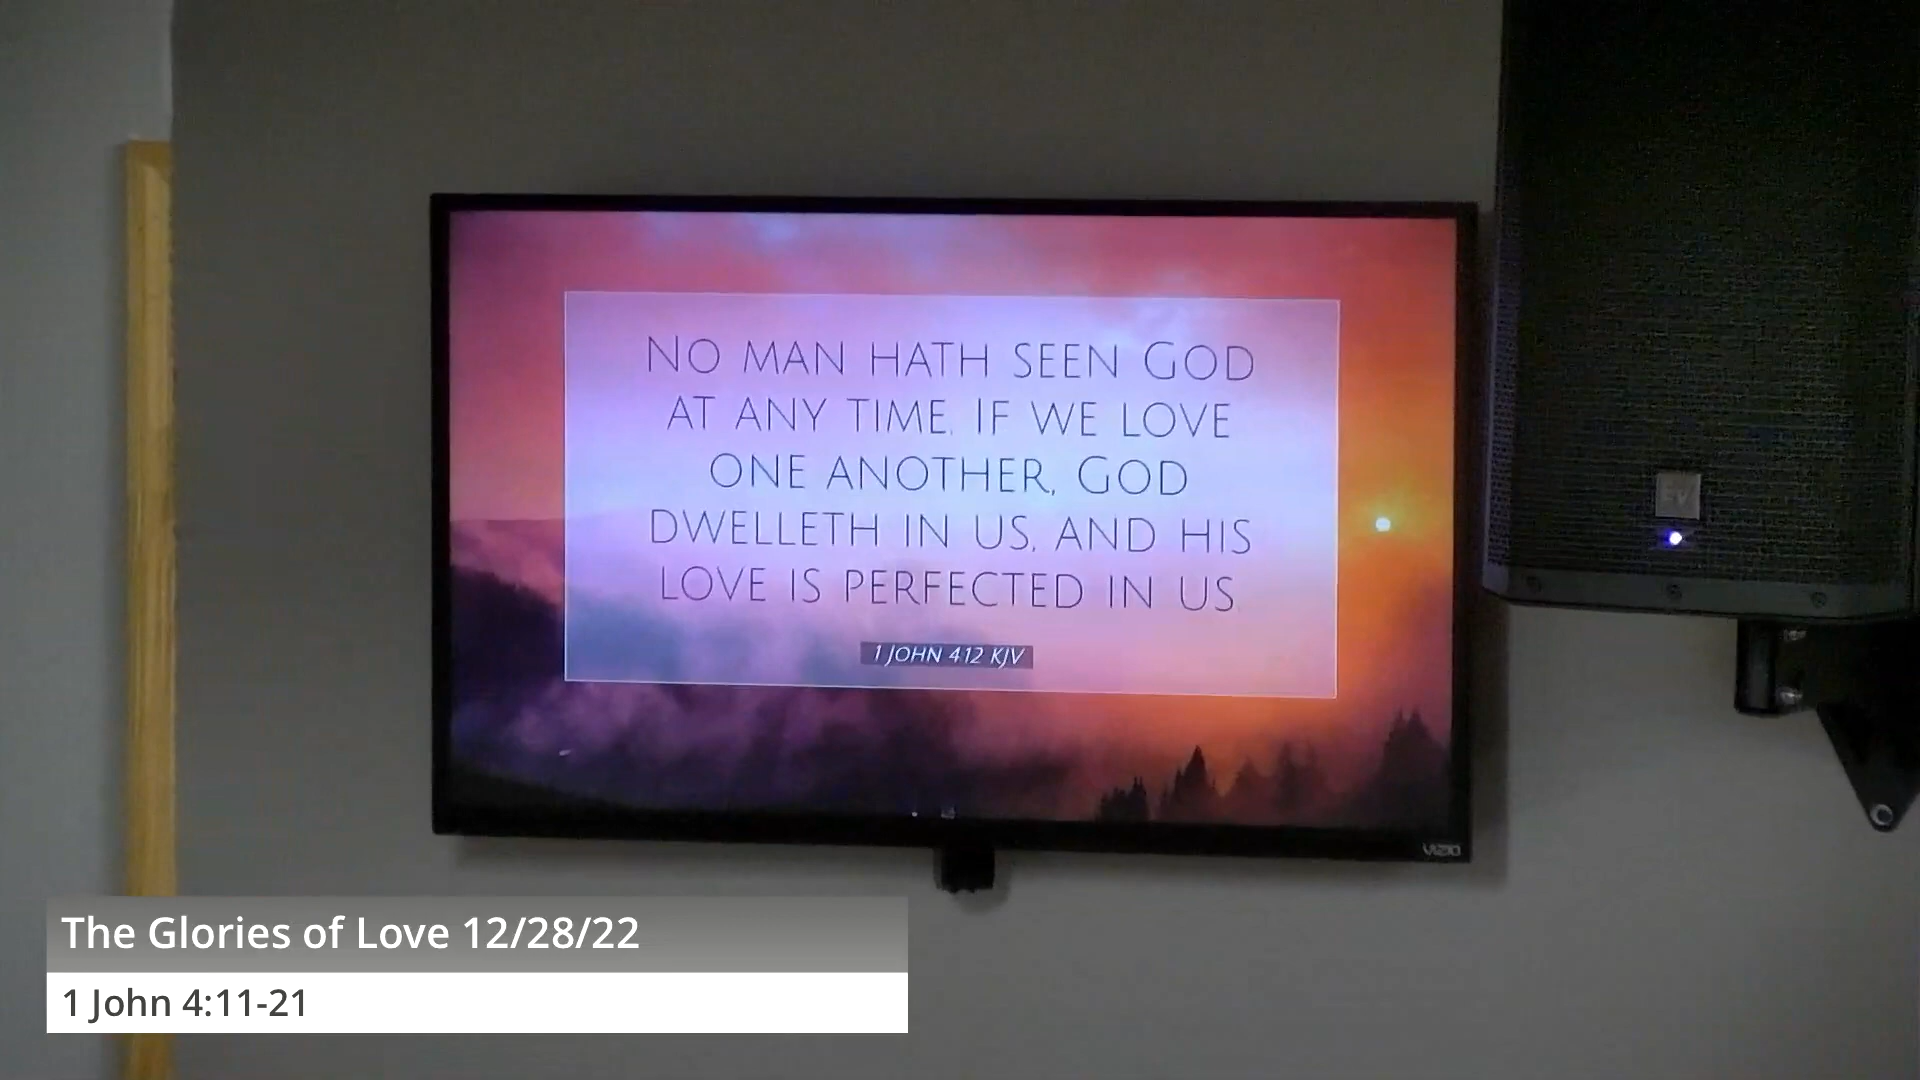 NO MAN HATH SEEN GOD
AT ANY TIME. IF WE LOVE
ONE ANOTHER, GOD
DWELLETH IN US, AND HIS
LOVE IS PERFECTED IN US
1 JOHN 4:12 KJV
EV
VIZIO
The Glories of Love 12/28/22
1 John 4:11-21